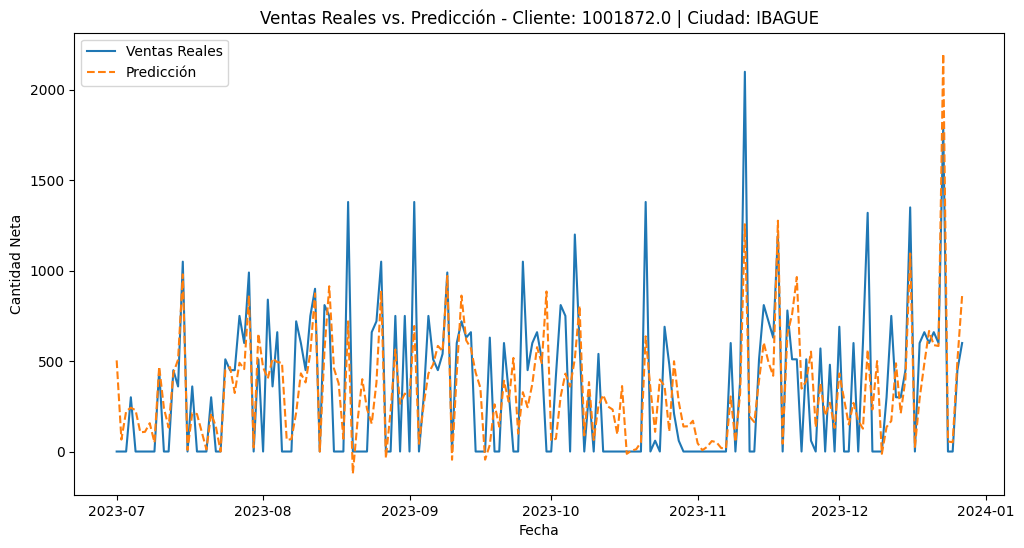 Ventas Reales vs. Predicción - Cliente: 1001872.0 | Ciudad: IBAGUE
Ventas Reales
Predicción
Cantidad Neta
2000
1500
1000
500
0
2023-07
2023-08
2023-09
2023-10
2023-11
2023-12
2024-01
Fecha